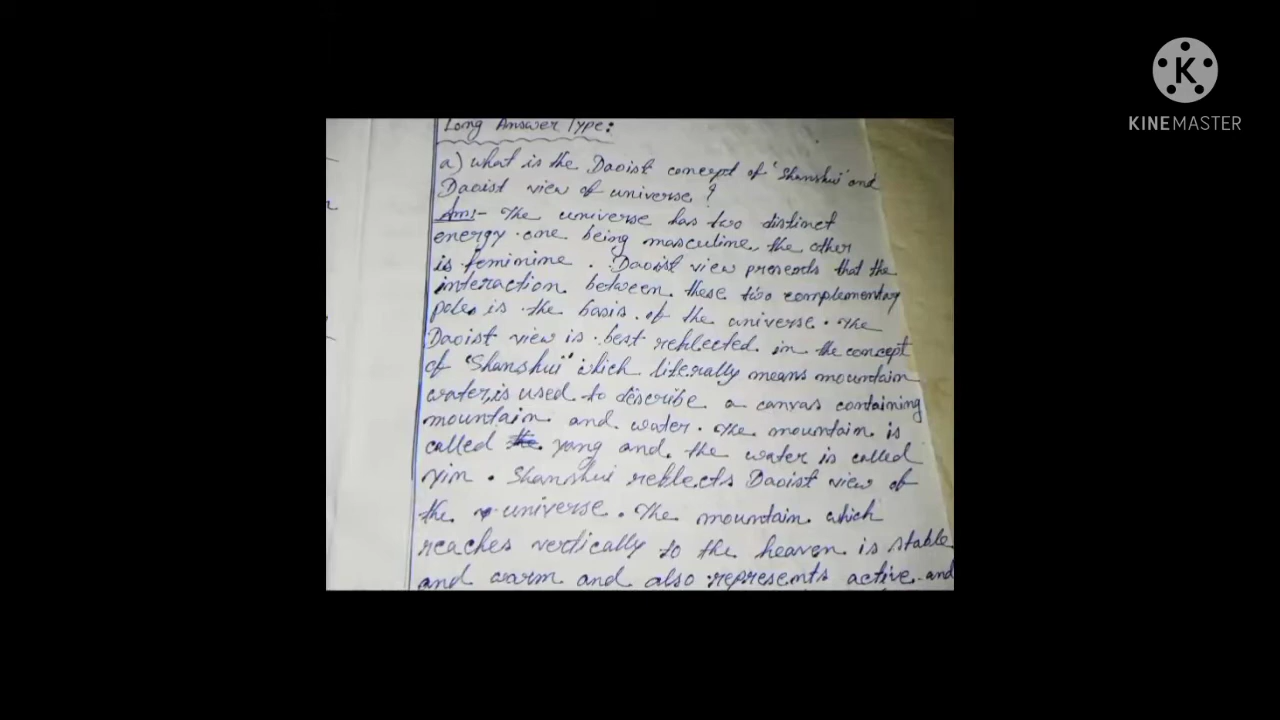 K
KINEMASTER
Long Answer Type:
a) what is the Daoist concept of 'Shanshui' and
Daoist view of universe?
Ans- The universe has two distinct
energy. one being masculine, the other
is feminine. Daoist view presents that the
interaction between these two complementary
poles is the basis of the universe. The
Daoist view is best reflected in the concept
of "Shanshui" which literally means mountain
water, is used to describe a canvas containing
mountain and water. The mountain is
called yang and the water is called
yin. Shanshui reflects Daoist view of
the universe. The mountain which
reaches vertically to the heaven is stable
and warm and also represents active and